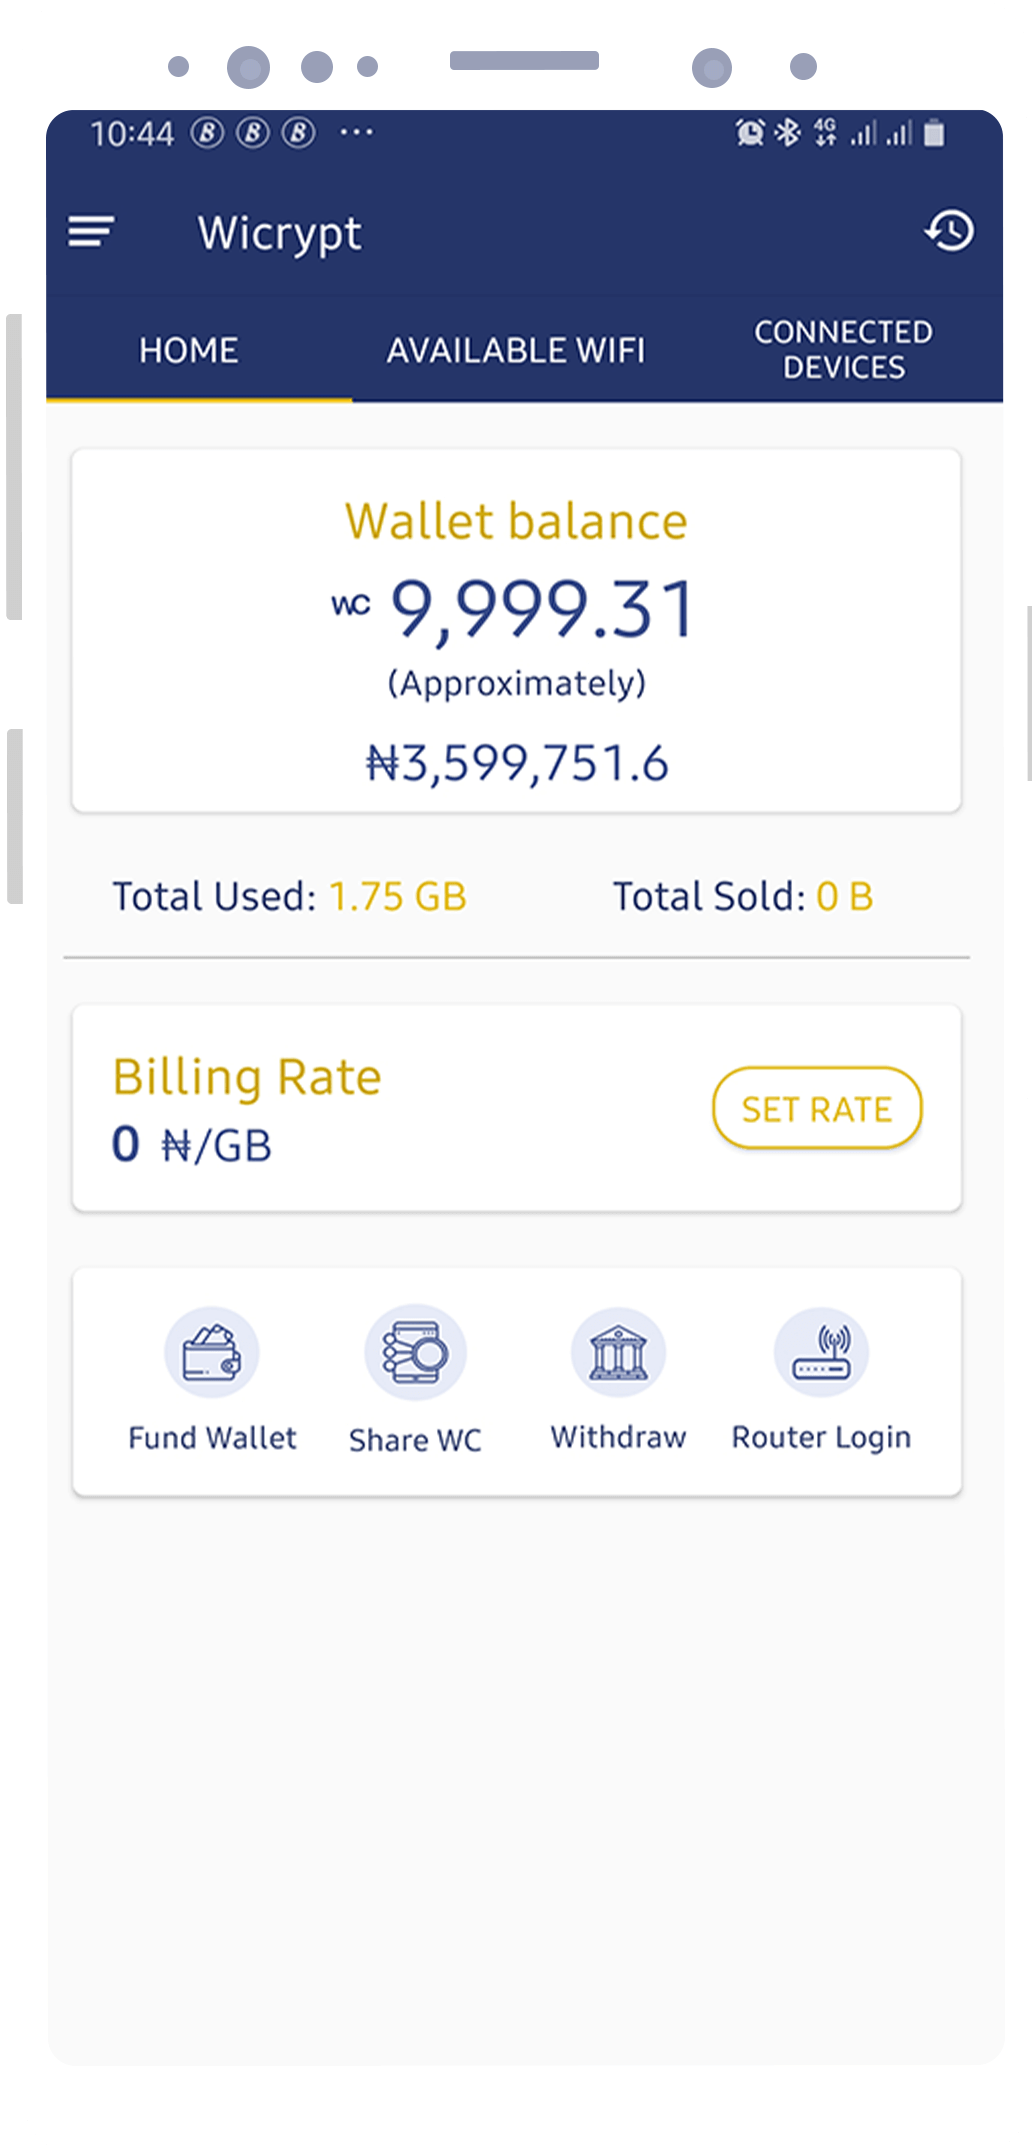 10:44
4G
Wicrypt
HOME
AVAILABLE WIFI
CONNECTED
DEVICES
Wallet balance
WC 9,999.31
(Approximately)
₦3,599,751.6
Total Used: 1.75 GB
Total Sold: 0 B
Billing Rate
0 ₦/GB
SET RATE
Fund Wallet
Share WC
Withdraw
Router Login